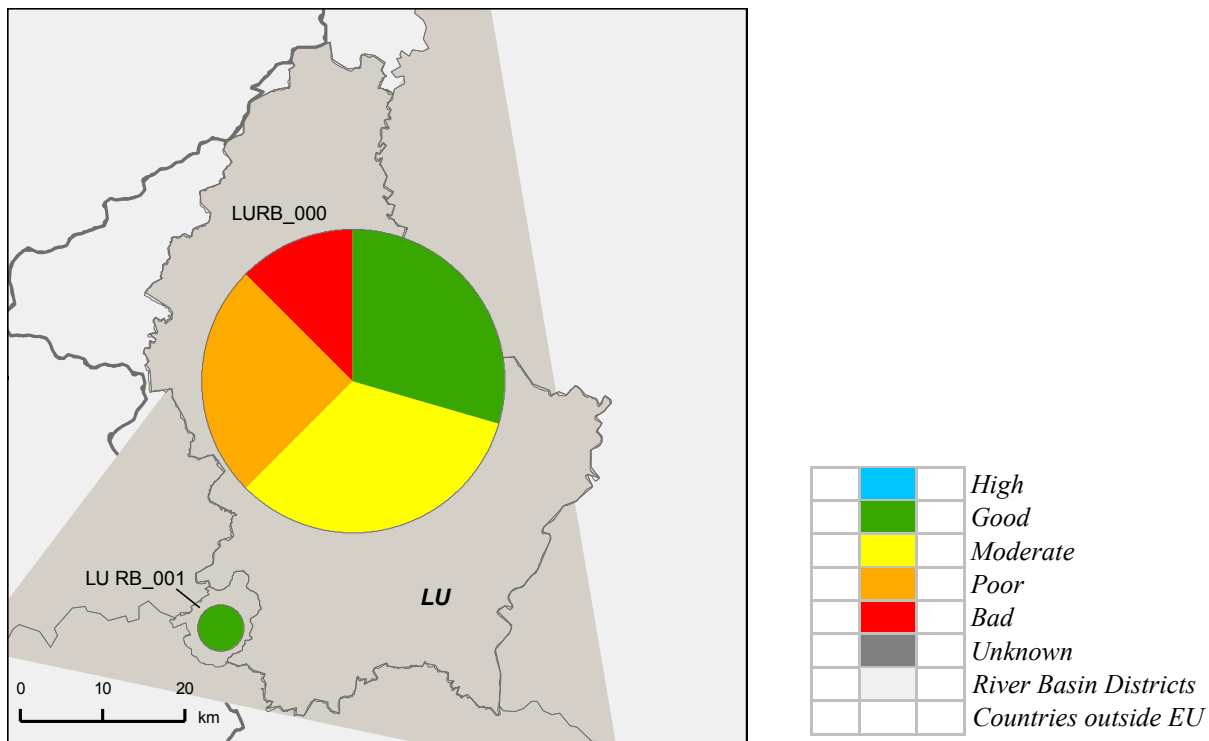 LURB_000
LU RB_001
LU
0 10 20
km
High
Good
Moderate
Poor
Bad
Unknown
River Basin Districts
Countries outside EU